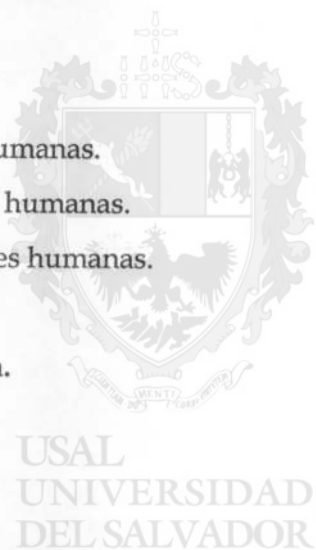 umanas.
humanas.
es humanas.
.
USAL
UNIVERSIDAD
DEL SALVADOR